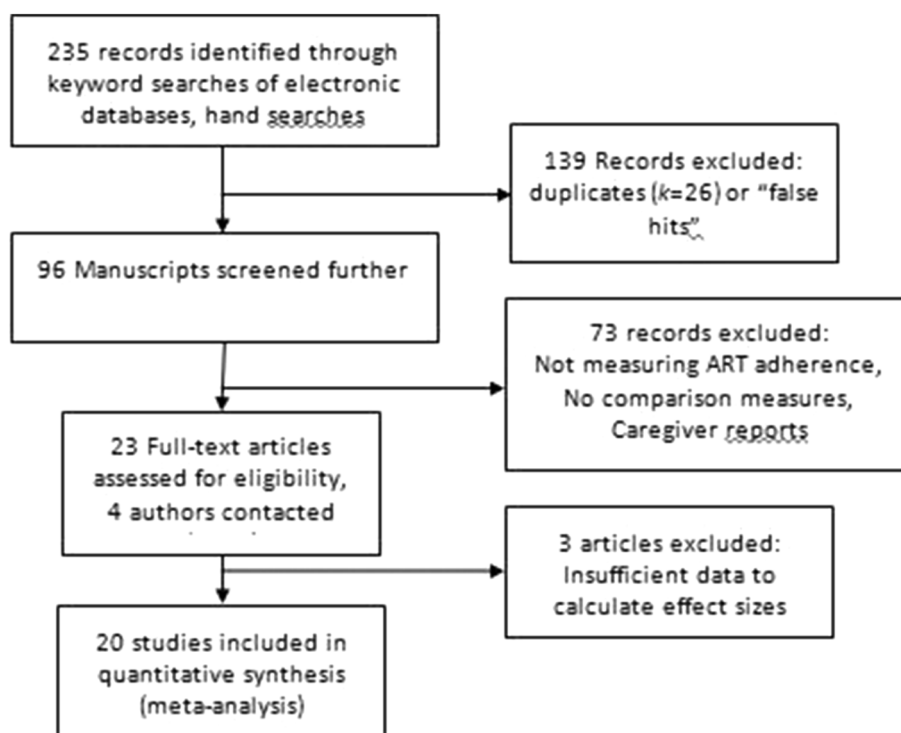 235 records identified through
keyword searches of electronic
databases, hand searches
139 Records excluded:
duplicates (k=26) or “false
hits”
96 Manuscripts screened further
73 records excluded:
Not measuring ART adherence,
No comparison measures,
Caregiver reports
23 Full-text articles
assessed for eligibility,
4 authors contacted
3 articles excluded:
Insufficient data to
calculate effect sizes
20 studies included in
quantitative synthesis
(meta-analysis)